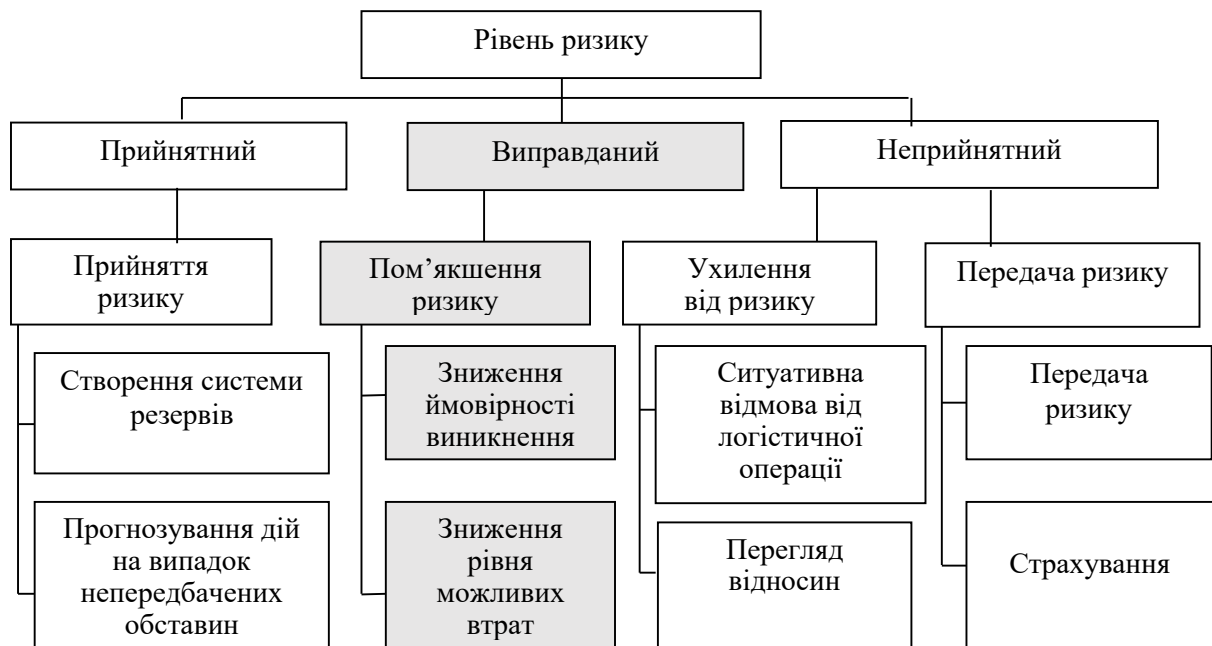 Рівень ризику
Прийнятний
Виправданий
Неприйнятний
Прийняття
ризику
Пом’якшення
ризику
Ухилення
від ризику
Передача ризику
Створення системи
резервів
Зниження
ймовірності
виникнення
Ситуативна
відмова від
логістичної
операції
Передача
ризику
Прогнозування дій
на випадок
непередбачених
обставин
Зниження
рівня
можливих
втрат
Перегляд
відносин
Страхування